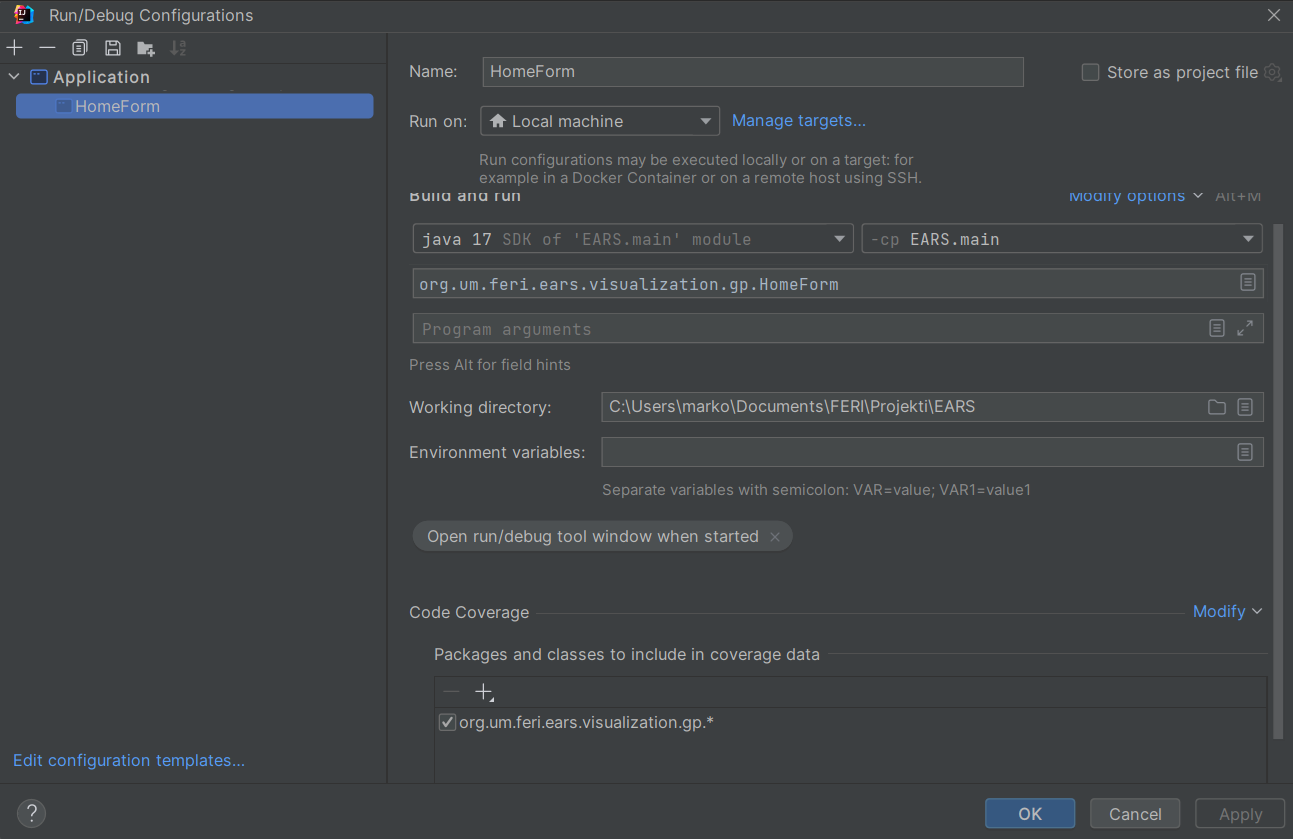 Run/Debug Configurations
Application
HomeForm
Edit configuration templates...
Name: HomeForm
Store as project file
Run on: Local machine Manage targets...
Run configurations may be executed locally or on a target: for
example in a Docker Container or on a remote host using SSH.
Build and run Modify options Alt+M
java 17 SDK of 'EARS.main' module -cp EARS.main
org.um.feri.ears.visualization.gp.HomeForm
Program arguments
Press Alt for field hints
Working directory: C:\Users\marko\Documents\FERI\Projekti\EARS
Environment variables:
Separate variables with semicolon: VAR=value; VAR1=value1
Open run/debug tool window when started
Code Coverage Modify
Packages and classes to include in coverage data
org.um.feri.ears.visualization.gp.*
? OK Cancel Apply